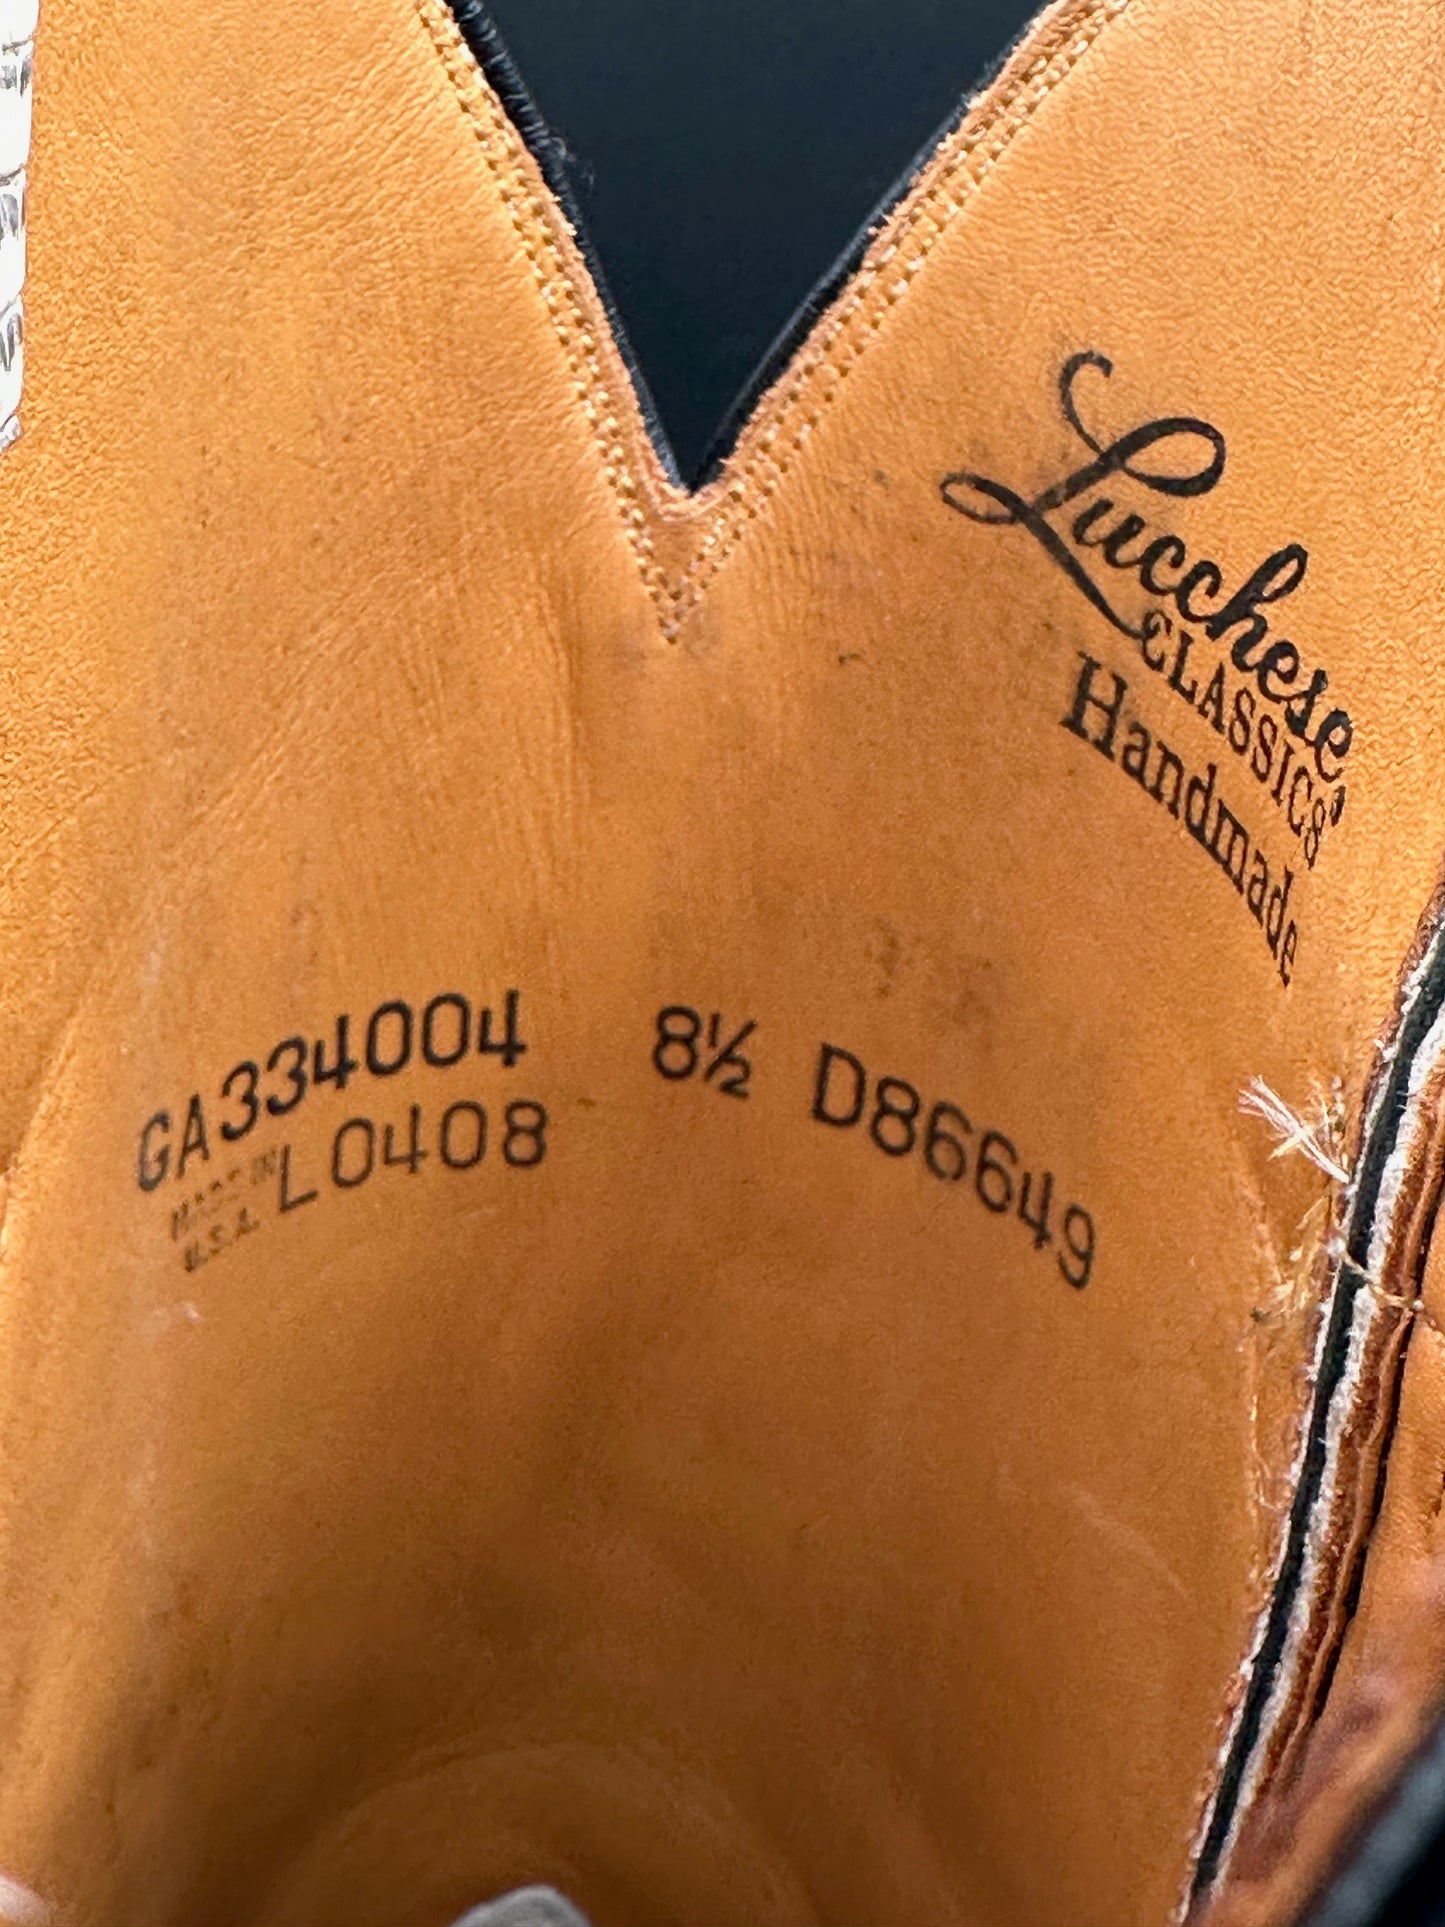 Lucchese
CLASSICS®
Handmade
GA334004 8½ D86649
L0408
MADE IN
U.S.A.